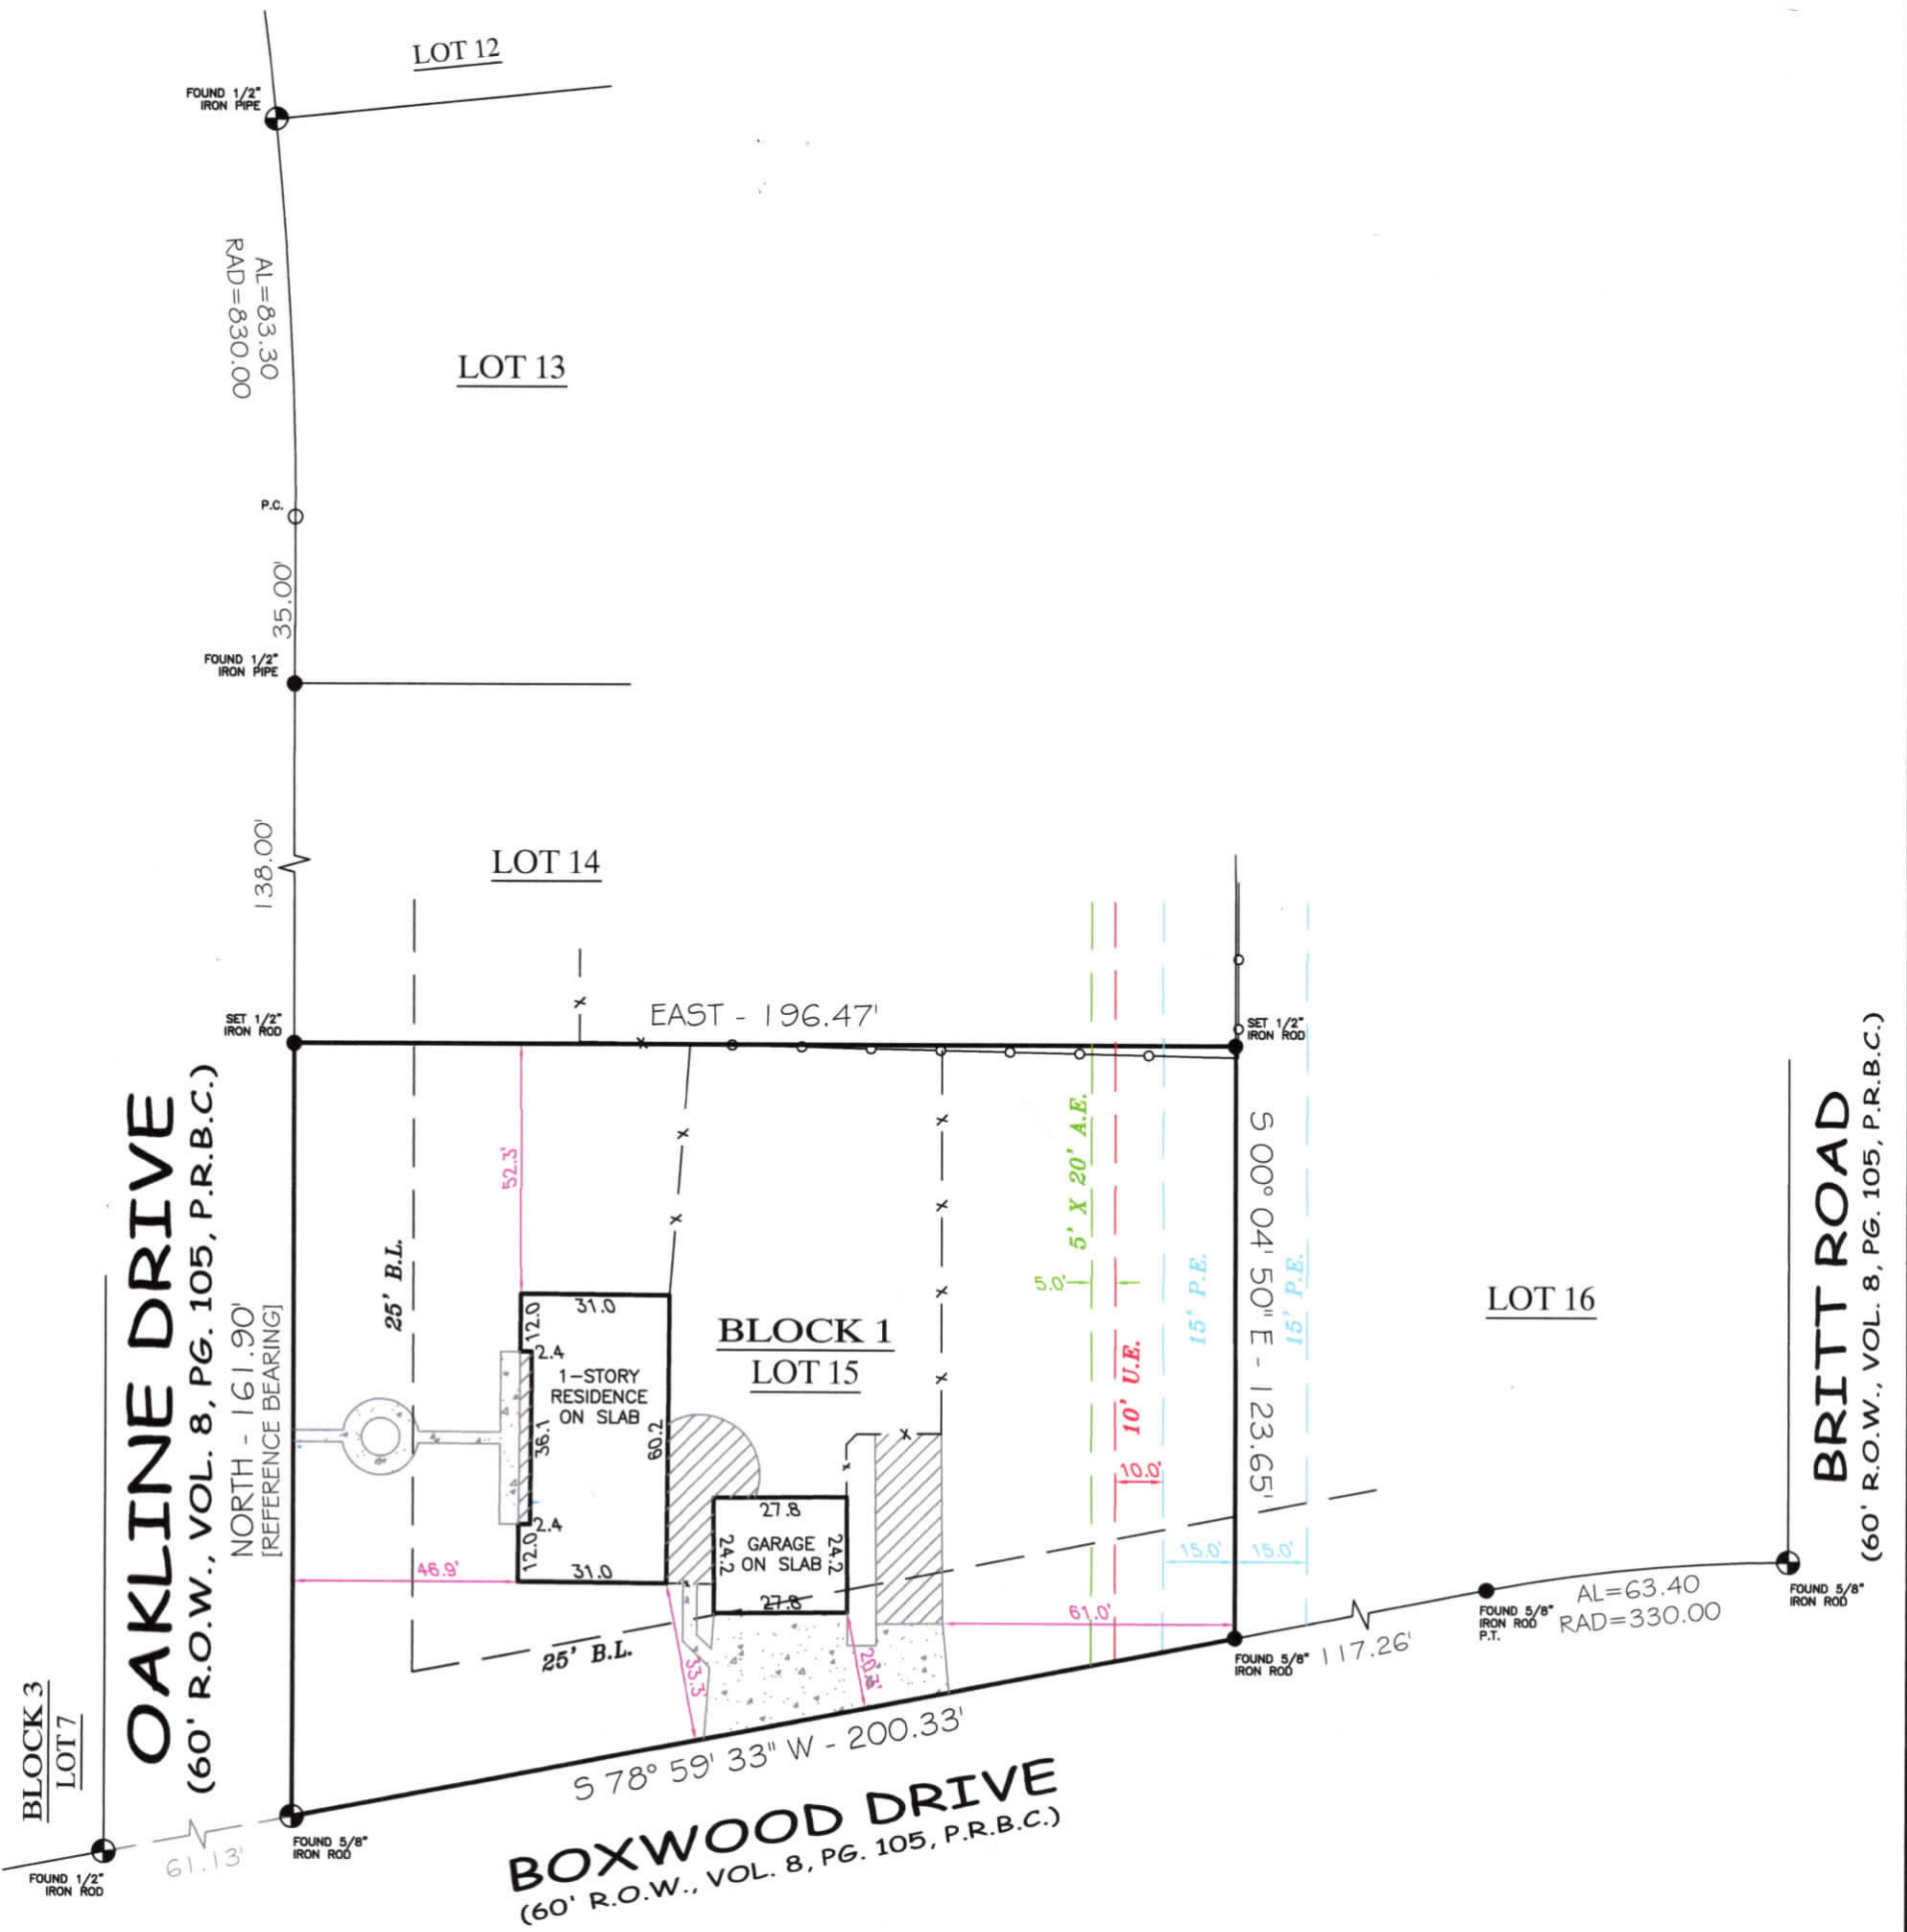 LOT 12
FOUND 1/2"
IRON PIPE
AL=83.30
RAD=830.00
LOT 13
P.C.
35.00'
FOUND 1/2"
IRON PIPE
138.00'
LOT 14
EAST - 196.47'
SET 1/2"
IRON ROD
SET 1/2"
IRON ROD
OAKLINE DRIVE
(60' R.O.W., VOL. 8, PG. 105, P.R.B.C.)
NORTH - 161.90'
[REFERENCE BEARING]
25' B.L.
52.3'
31.0
12.0
2.4
1-STORY
RESIDENCE
ON SLAB
36.1
60.2
2.4
12.0
31.0
46.9'
BLOCK 1
LOT 15
27.8
24.2
GARAGE
ON SLAB
24.2
27.8
25' B.L.
33.3'
20.3'
61.0'
5' X 20' A.E.
5.0'
10' U.E.
10.0'
15' P.E.
15' P.E.
15.0'
15.0'
S 00° 04' 50" E - 123.65'
LOT 16
BRITT ROAD
(60' R.O.W., VOL. 8, PG. 105, P.R.B.C.)
FOUND 5/8"
IRON ROD
AL=63.40
RAD=330.00
FOUND 5/8"
IRON ROD
P.T.
117.26'
FOUND 5/8"
IRON ROD
S 78° 59' 33" W - 200.33'
BOXWOOD DRIVE
(60' R.O.W., VOL. 8, PG. 105, P.R.B.C.)
BLOCK 3
LOT 7
61.13'
FOUND 5/8"
IRON ROD
FOUND 1/2"
IRON ROD